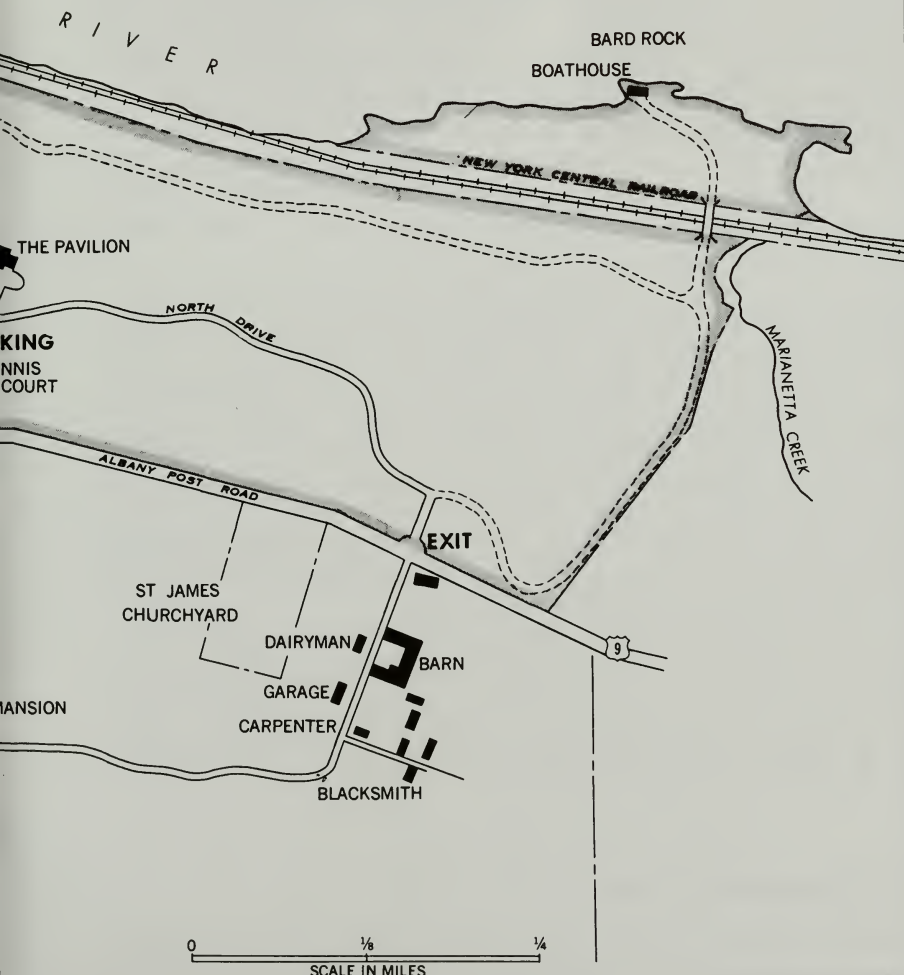 RIVER
BARD ROCK
BOATHOUSE
NEW YORK CENTRAL RAILROAD
THE PAVILION
NORTH DRIVE
KING
NNIS
COURT
MARIANETTA CREEK
ALBANY POST ROAD
EXIT
ST JAMES
CHURCHYARD
DAIRYMAN
BARN
9
GARAGE
MANSION
CARPENTER
BLACKSMITH
0 1/8 1/4
SCALE IN MILES